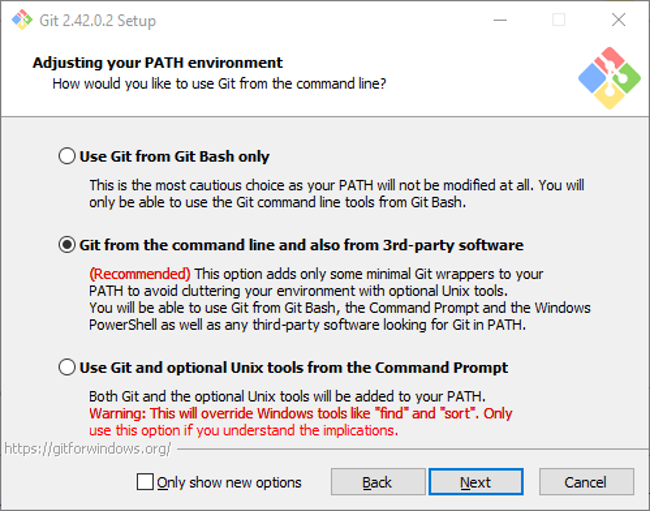 Git 2.42.0.2 Setup
Adjusting your PATH environment
How would you like to use Git from the command line?
Use Git from Git Bash only
This is the most cautious choice as your PATH will not be modified at all. You will
only be able to use the Git command line tools from Git Bash.
Git from the command line and also from 3rd-party software
(Recommended) This option adds only some minimal Git wrappers to your
PATH to avoid cluttering your environment with optional Unix tools.
You will be able to use Git from Git Bash, the Command Prompt and the Windows
PowerShell as well as any third-party software looking for Git in PATH.
Use Git and optional Unix tools from the Command Prompt
Both Git and the optional Unix tools will be added to your PATH.
Warning: This will override Windows tools like "find" and "sort". Only
use this option if you understand the implications.
https://gitforwindows.org/
Only show new options
Back
Next
Cancel